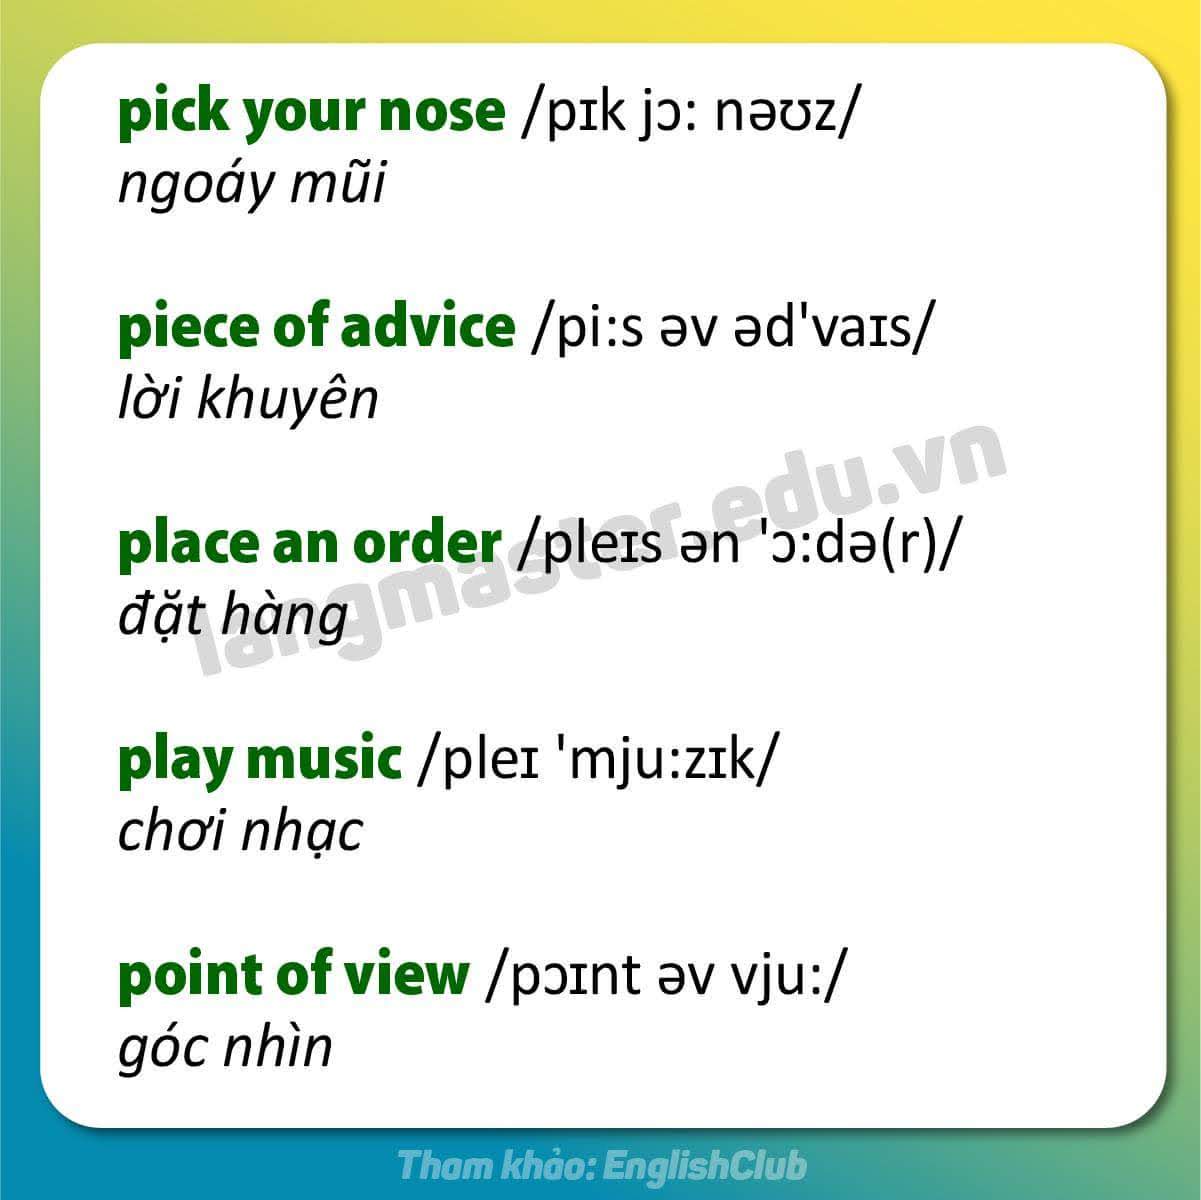 pick your nose /pɪk jɔ: nəʊz/
ngoáy mũi
piece of advice /pi:s əv əd'vaɪs/
lời khuyên
place an order /pleɪs ən 'ɔ:də(r)/
đặt hàng
langmaster.edu.vn
play music /pleɪ 'mju:zɪk/
chơi nhạc
point of view /pɔɪnt əv vju:/
góc nhìn
Tham khảo: EnglishClub